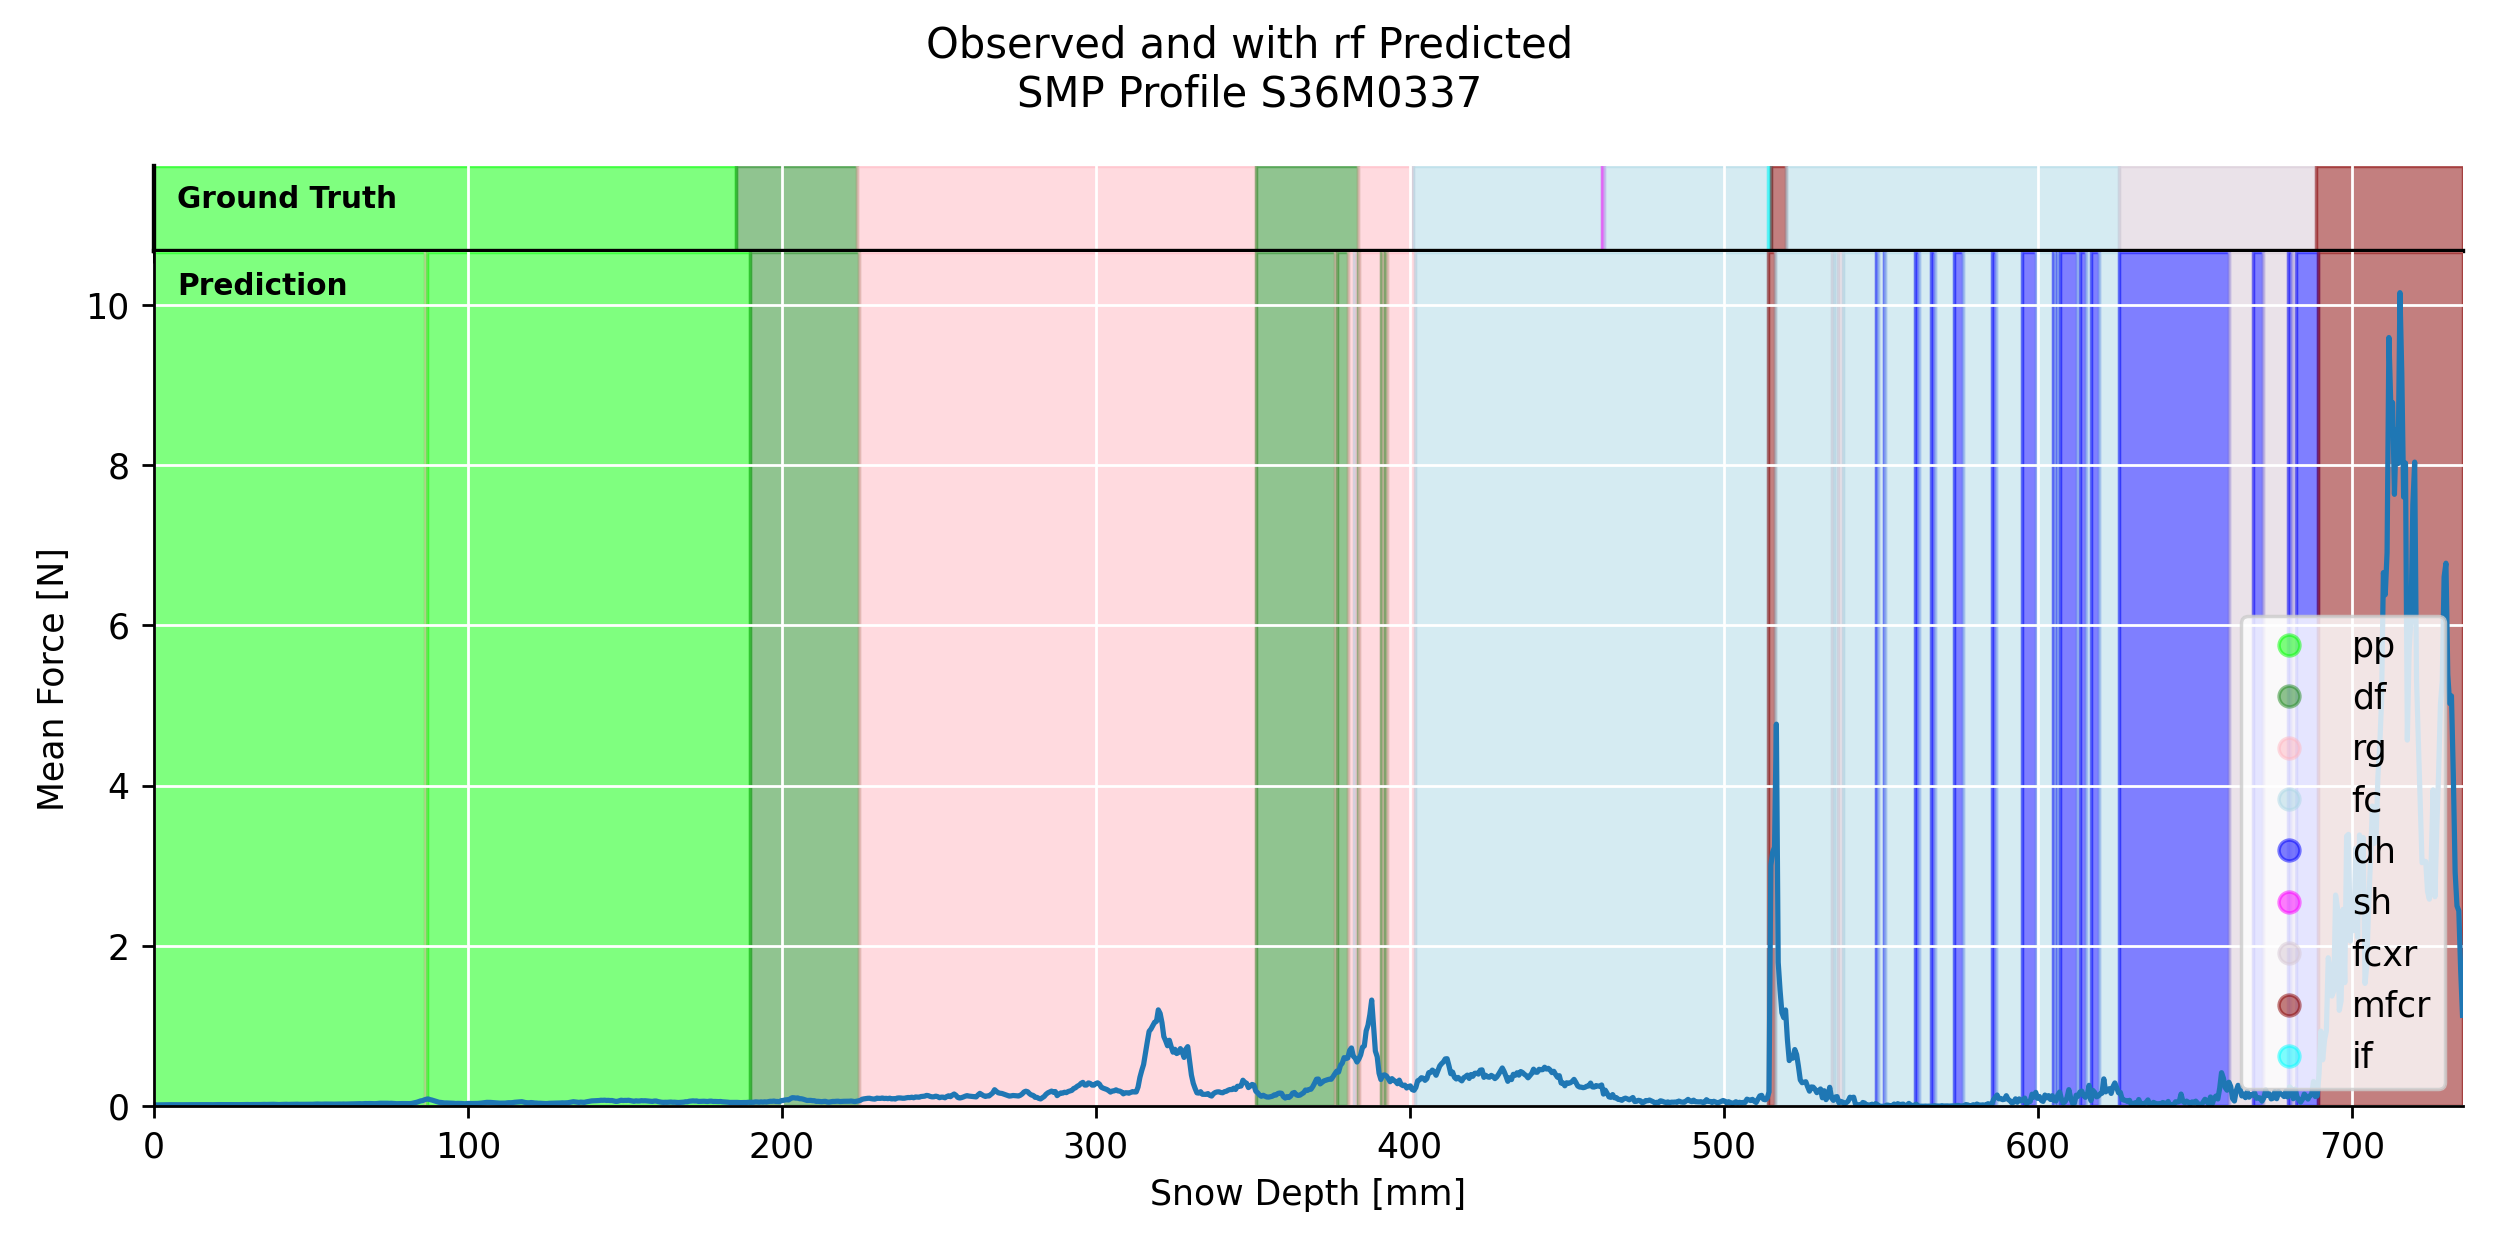 Observed and with rf Predicted
SMP Profile S36M0337
Ground Truth
Prediction
10
8
6
4
2
0
Mean Force [N]
0 100 200 300 400 500 600 700
Snow Depth [mm]
pp
df
rg
fc
dh
sh
fcxr
mfcr
if